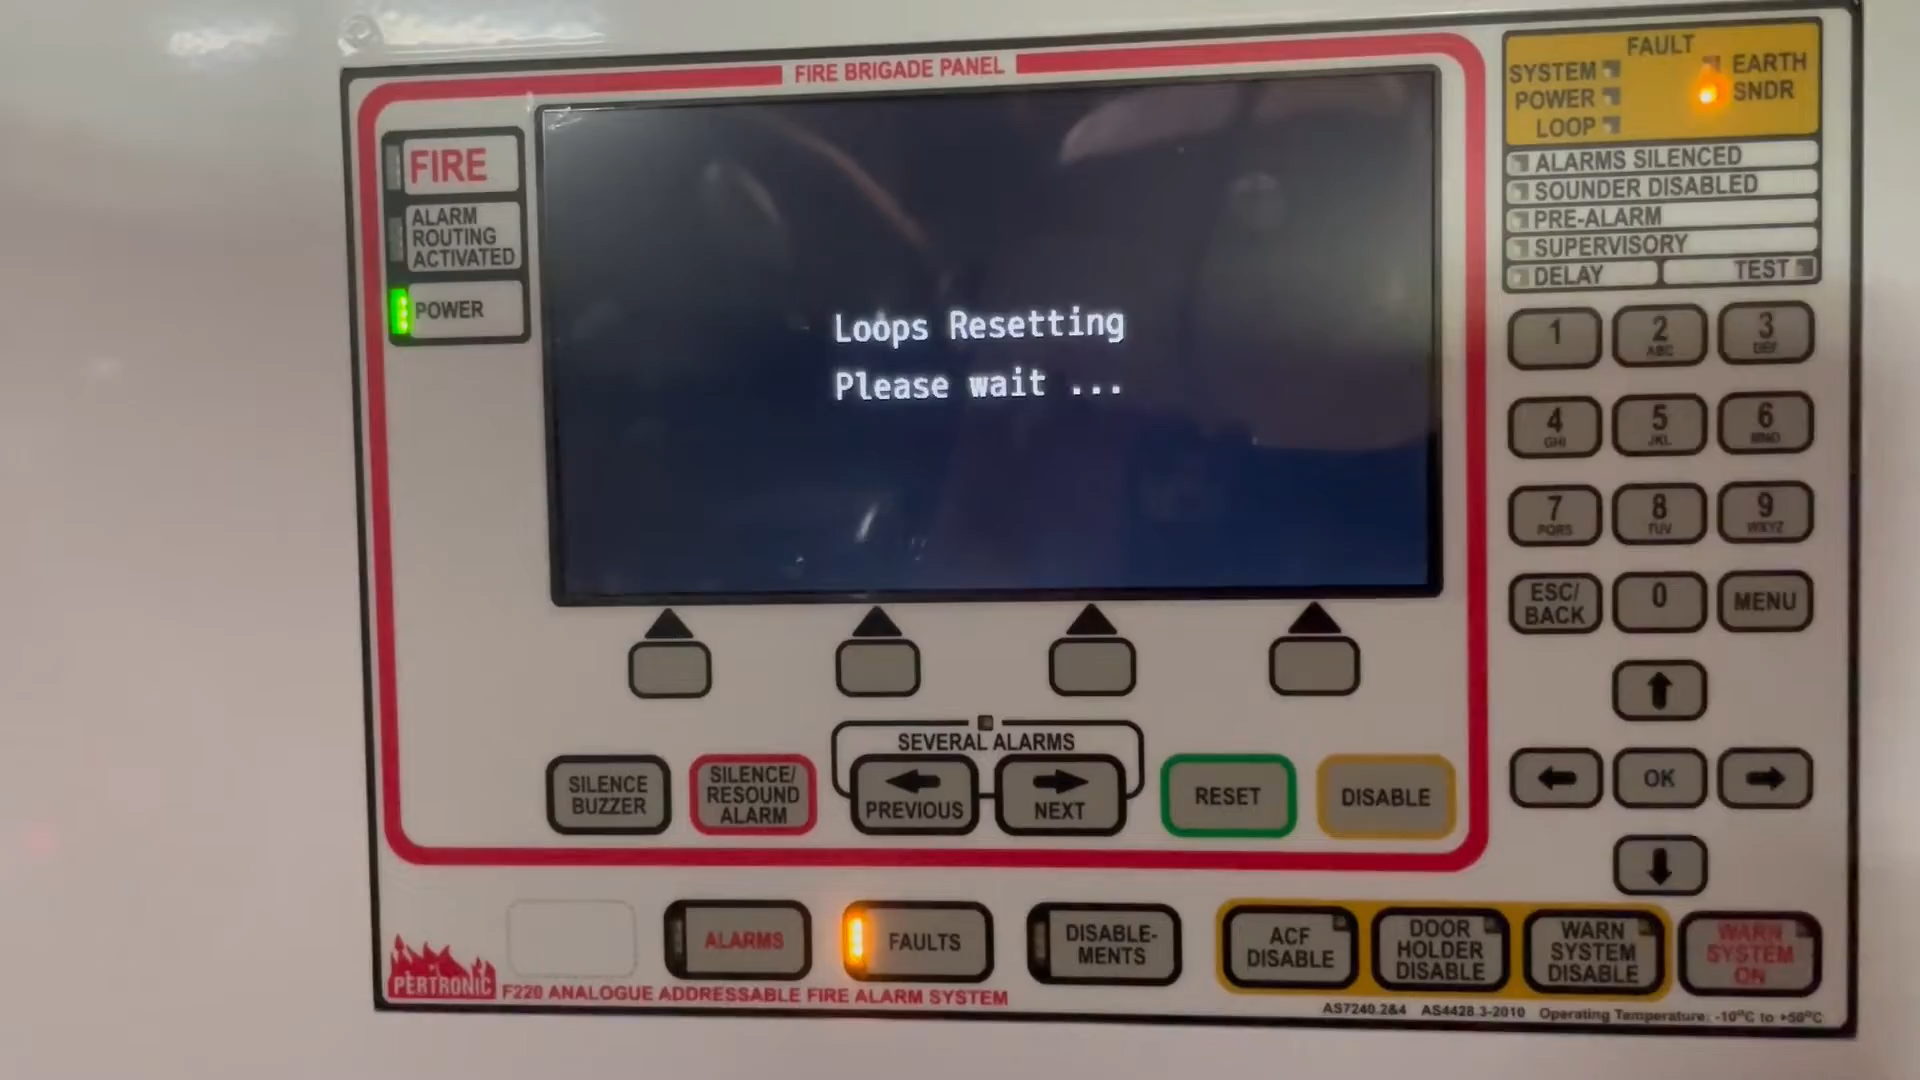 FIRE BRIGADE PANEL
FIRE
ALARM
ROUTING
ACTIVATED
POWER
Loops Resetting
Please wait ...
FAULT
SYSTEM
EARTH
POWER
SNDR
LOOP
ALARMS SILENCED
SOUNDER DISABLED
PRE-ALARM
SUPERVISORY
DELAY
TEST
1
2
ABC
3
DEF
4
GHI
5
JKL
6
MNO
7
PQRS
8
TUV
9
WXYZ
ESC/
BACK
0
MENU
OK
SEVERAL ALARMS
SILENCE
BUZZER
SILENCE/
RESOUND
ALARM
PREVIOUS
NEXT
RESET
DISABLE
ALARMS
FAULTS
DISABLE-
MENTS
ACF
DISABLE
DOOR
HOLDER
DISABLE
WARN
SYSTEM
DISABLE
WARN
SYSTEM
ON
PERTRONIC
F220 ANALOGUE ADDRESSABLE FIRE ALARM SYSTEM
AS7240.2&4 AS4428.3-2010 Operating Temperature: -10°C to +50°C